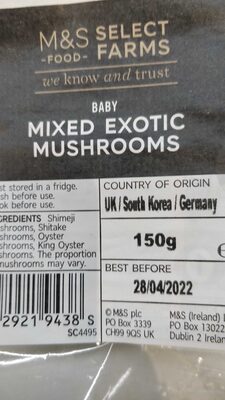 M&S SELECT
-FOOD- FARMS
we know and trust
BABY
MIXED EXOTIC
MUSHROOMS
st stored in a fridge.
sh before use.
ok before use.
GREDIENTS Shimeji
shrooms, Shitake
shrooms, Oyster
shrooms, King Oyster
mushrooms. The proportion
mushrooms may vary.
COUNTRY OF ORIGIN
UK / South Korea / Germany
150g
BEST BEFORE
28/04/2022
2921 9438 S
SC4495
© M&S plc
PO Box 3339
CH99 9QS UK
M&S (Ireland) L
PO Box 13022
Dublin 2 Irelan